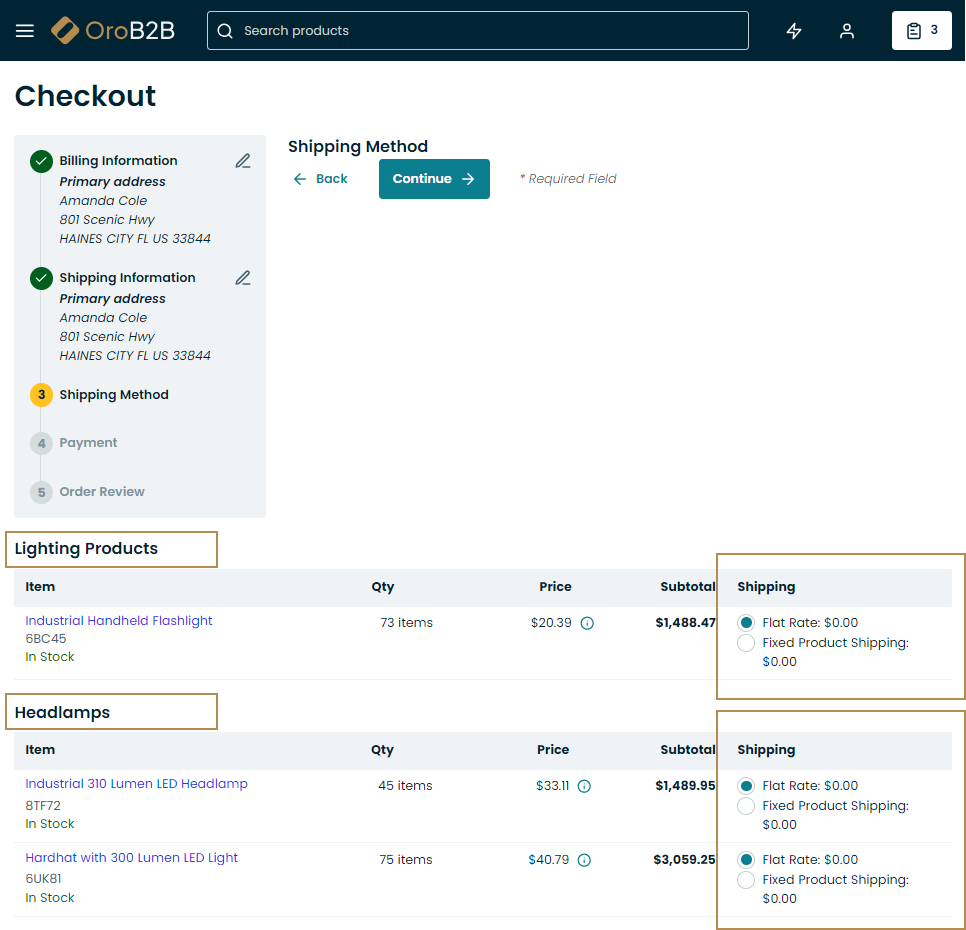 OroB2B
Search products
3
Checkout
Billing Information
Primary address
Amanda Cole
801 Scenic Hwy
HAINES CITY FL US 33844
Shipping Information
Primary address
Amanda Cole
801 Scenic Hwy
HAINES CITY FL US 33844
3 Shipping Method
4 Payment
5 Order Review
Shipping Method
Back Continue * Required Field
Lighting Products
Item Qty Price Subtotal Shipping
Industrial Handheld Flashlight 73 items $20.39 $1,488.47 Flat Rate: $0.00
6BC45 Fixed Product Shipping:
In Stock $0.00
Headlamps
Item Qty Price Subtotal Shipping
Industrial 310 Lumen LED Headlamp 45 items $33.11 $1,489.95 Flat Rate: $0.00
8TF72 Fixed Product Shipping:
In Stock $0.00
Hardhat with 300 Lumen LED Light 75 items $40.79 $3,059.25 Flat Rate: $0.00
6UK81 Fixed Product Shipping:
In Stock $0.00